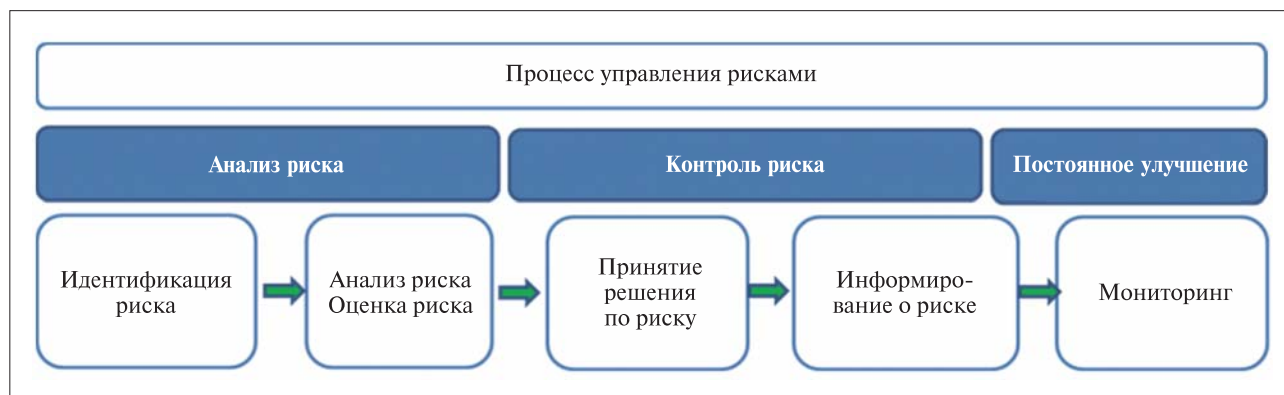 Процесс управления рисками
Анализ риска
Контроль риска
Постоянное улучшение
Идентификация
риска
Анализ риска
Оценка риска
Принятие
решения
по риску
Информиро-
вание о риске
Мониторинг